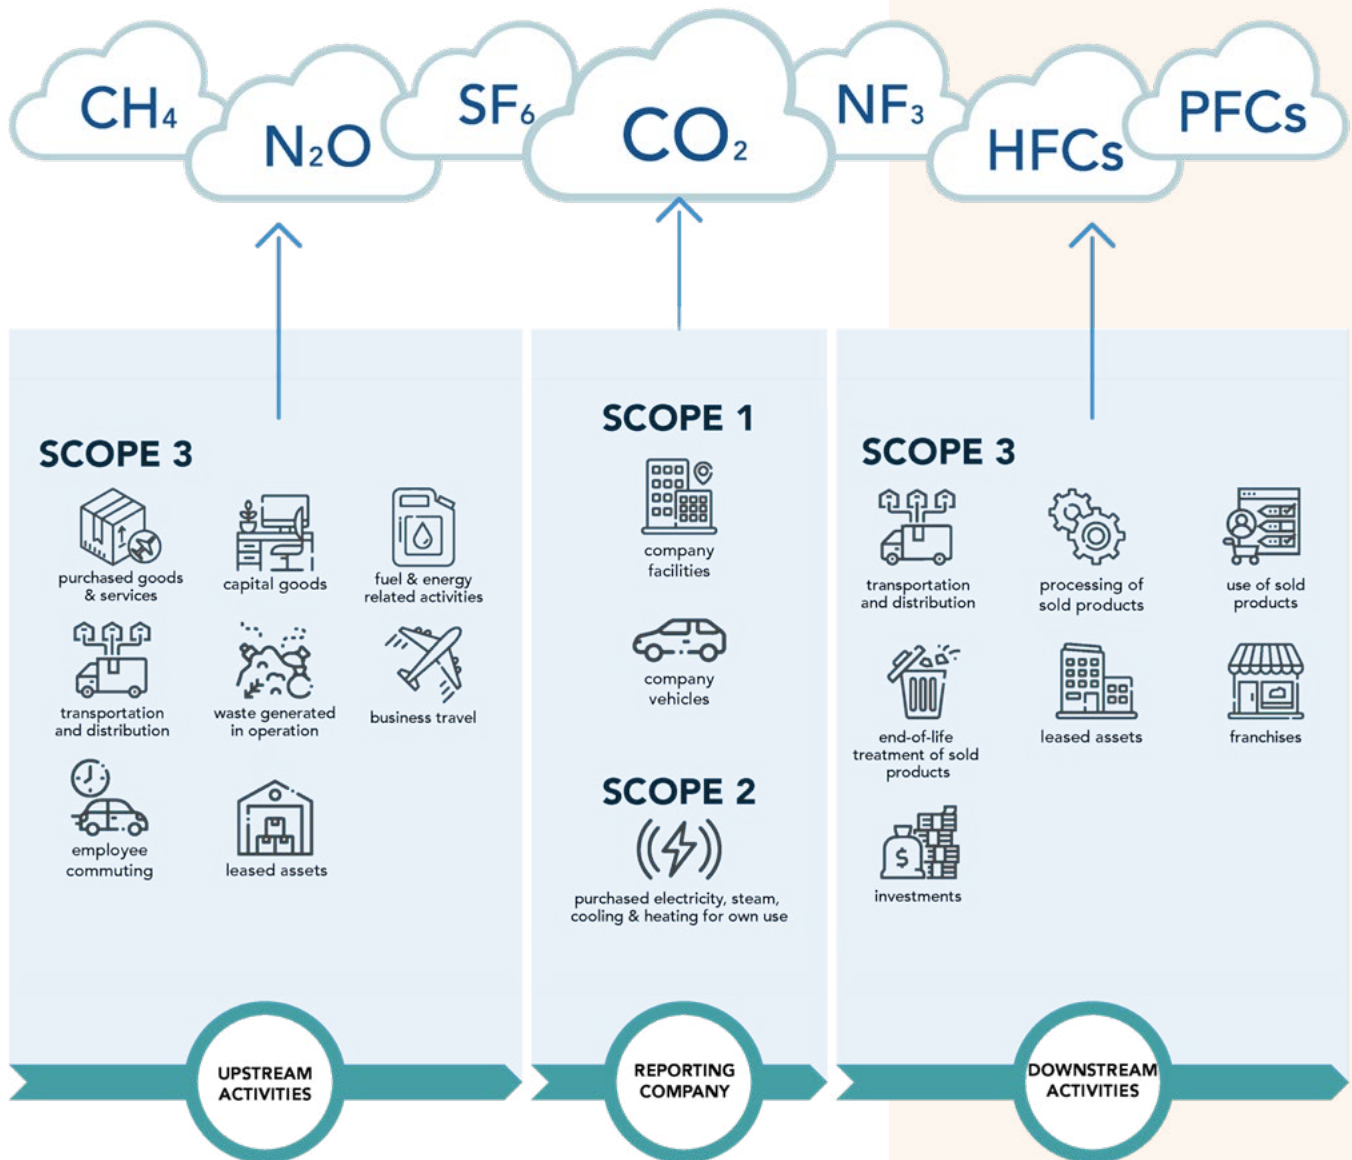 CH₄
N₂O
SF₆
CO₂
NF₃
HFCs
PFCs
SCOPE 3
purchased goods
& services
capital goods
fuel & energy
related activities
transportation
and distribution
waste generated
in operation
business travel
employee
commuting
leased assets
SCOPE 1
company
facilities
company
vehicles
SCOPE 2
purchased electricity, steam,
cooling & heating for own use
SCOPE 3
transportation
and distribution
processing of
sold products
use of sold
products
end-of-life
treatment of sold
products
leased assets
franchises
$
investments
UPSTREAM
ACTIVITIES
REPORTING
COMPANY
DOWNSTREAM
ACTIVITIES